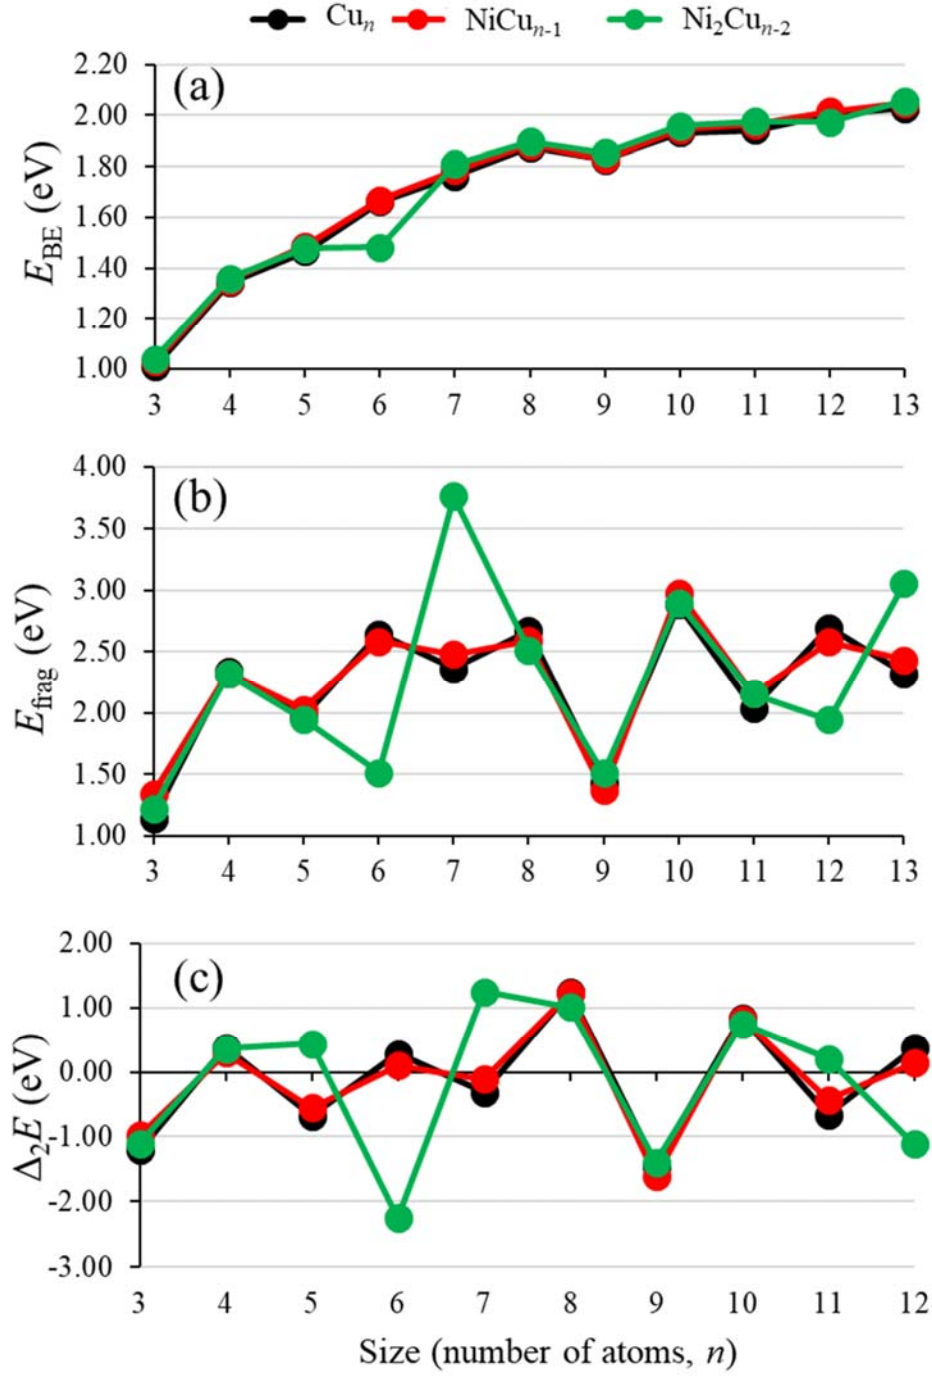 Cuₙ NiCuₙ₋₁ Ni₂Cuₙ₋₂
(a)
E_BE (eV)
2.20
2.00
1.80
1.60
1.40
1.20
1.00
3 4 5 6 7 8 9 10 11 12 13
(b)
E_frag (eV)
4.00
3.50
3.00
2.50
2.00
1.50
1.00
3 4 5 6 7 8 9 10 11 12 13
(c)
Δ₂E (eV)
2.00
1.00
0.00
-1.00
-2.00
-3.00
3 4 5 6 7 8 9 10 11 12
Size (number of atoms, n)